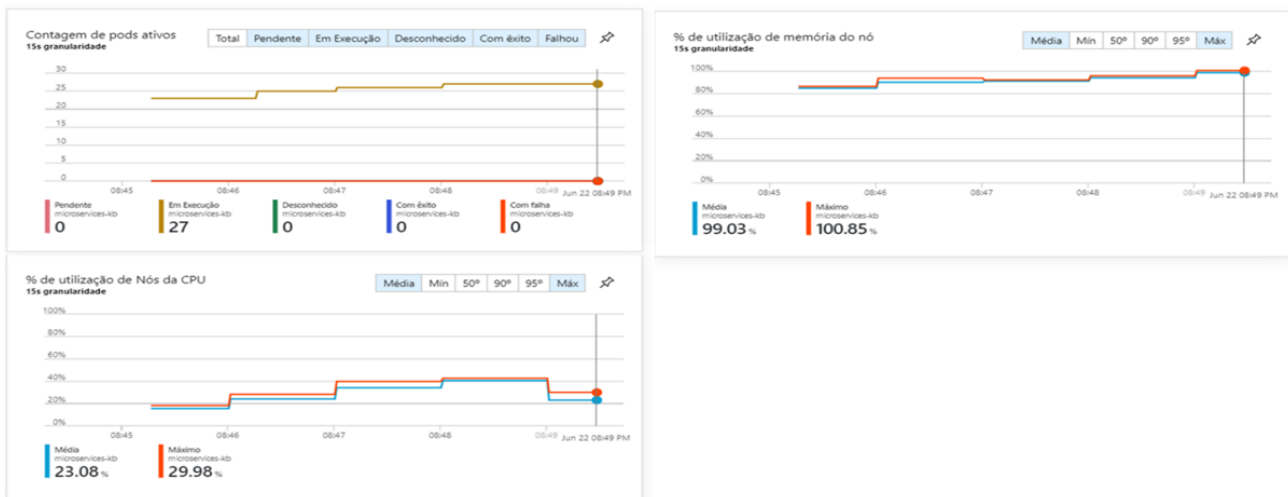 Contagem de pods ativos
15s granularidade
Total Pendente Em Execução Desconhecido Com êxito Falhou
30
25
20
15
10
5
0
08:45 08:46 08:47 08:48 08:49 Jun 22 08:49 PM
Pendente
microservices-kb
0
Em Execução
microservices-kb
27
Desconhecido
microservices-kb
0
Com êxito
microservices-kb
0
Com falha
microservices-kb
0
% de utilização de memória do nó
15s granularidade
Média Mín 50º 90º 95º Máx
100%
80%
60%
40%
20%
0%
08:45 08:46 08:47 08:48 08:49 Jun 22 08:49 PM
Média
microservices-kb
99.03 %
Máximo
microservices-kb
100.85 %
% de utilização de Nós da CPU
15s granularidade
Média Mín 50º 90º 95º Máx
100%
80%
60%
40%
20%
0%
08:45 08:46 08:47 08:48 08:49 Jun 22 08:49 PM
Média
microservices-kb
23.08 %
Máximo
microservices-kb
29.98 %